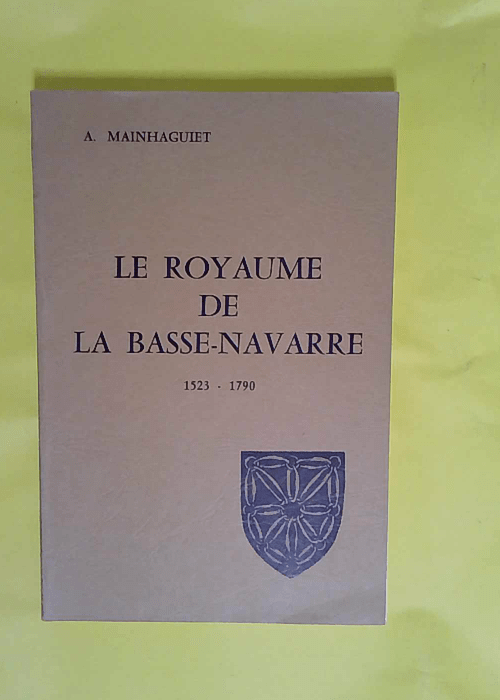 A. MAINHAGUIET
LE ROYAUME
DE
LA BASSE-NAVARRE
1523 - 1790